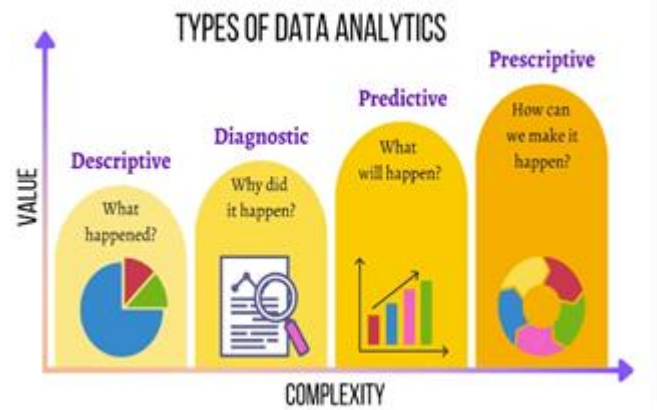 TYPES OF DATA ANALYTICS
Prescriptive
How can
we make it
happen?
Predictive
What
will happen?
Diagnostic
Why did
it happen?
Descriptive
What
happened?
VALUE
COMPLEXITY